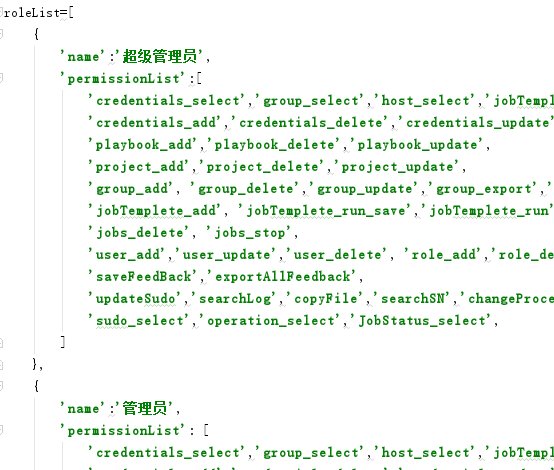 roleList=[
{
'name':'超级管理员',
'permissionList':[
'credentials_select','group_select','host_select','jobTemple
'credentials_add','credentials_delete','credentials_update'
'playbook_add','playbook_delete','playbook_update',
'project_add','project_delete','project_update',
'group_add', 'group_delete','group_update','group_export','
'jobTemplete_add', 'jobTemplete_run_save','jobTemplete_run'
'jobs_delete', 'jobs_stop',
'user_add','user_update','user_delete', 'role_add','role_de
'saveFeedBack','exportAllFeedback',
'updateSudo','searchLog','copyFile','searchSN','changeProce
'sudo_select','operation_select','JobStatus_select',
]
},
{
'name':'管理员',
'permissionList': [
'credentials_select','group_select','host_select','jobTemple